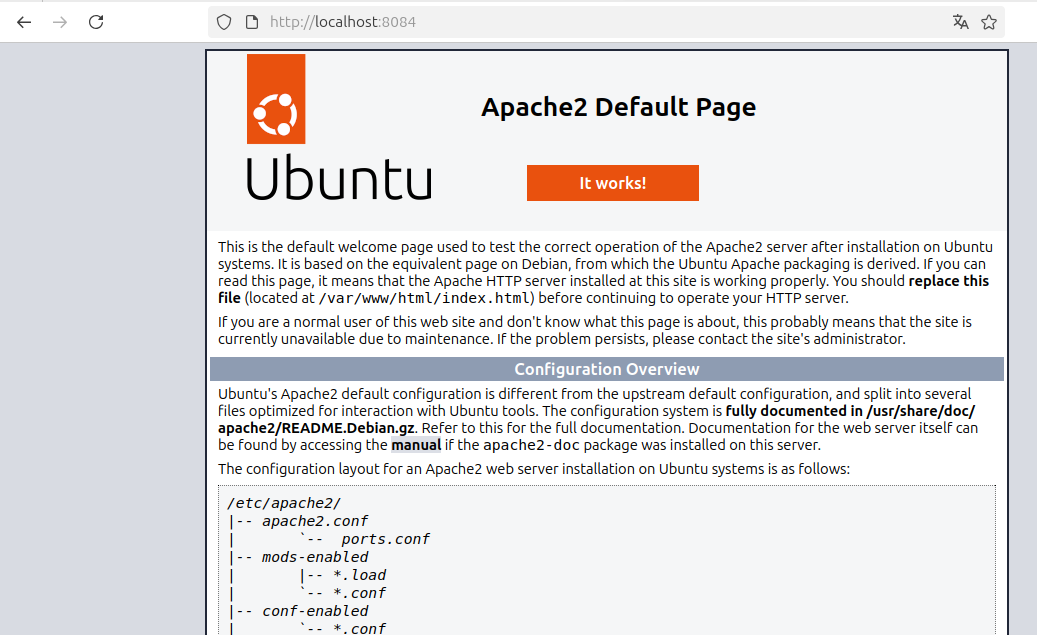 http://localhost:8084
Apache2 Default Page
Ubuntu
It works!
This is the default welcome page used to test the correct operation of the Apache2 server after installation on Ubuntu
systems. It is based on the equivalent page on Debian, from which the Ubuntu Apache packaging is derived. If you can
read this page, it means that the Apache HTTP server installed at this site is working properly. You should replace this
file (located at /var/www/html/index.html) before continuing to operate your HTTP server.
If you are a normal user of this web site and don't know what this page is about, this probably means that the site is
currently unavailable due to maintenance. If the problem persists, please contact the site's administrator.
Configuration Overview
Ubuntu's Apache2 default configuration is different from the upstream default configuration, and split into several
files optimized for interaction with Ubuntu tools. The configuration system is fully documented in /usr/share/doc/
apache2/README.Debian.gz. Refer to this for the full documentation. Documentation for the web server itself can
be found by accessing the manual if the apache2-doc package was installed on this server.
The configuration layout for an Apache2 web server installation on Ubuntu systems is as follows:
/etc/apache2/
|-- apache2.conf
|       `--  ports.conf
|-- mods-enabled
|       |-- *.load
|       `-- *.conf
|-- conf-enabled
|       `-- *.conf